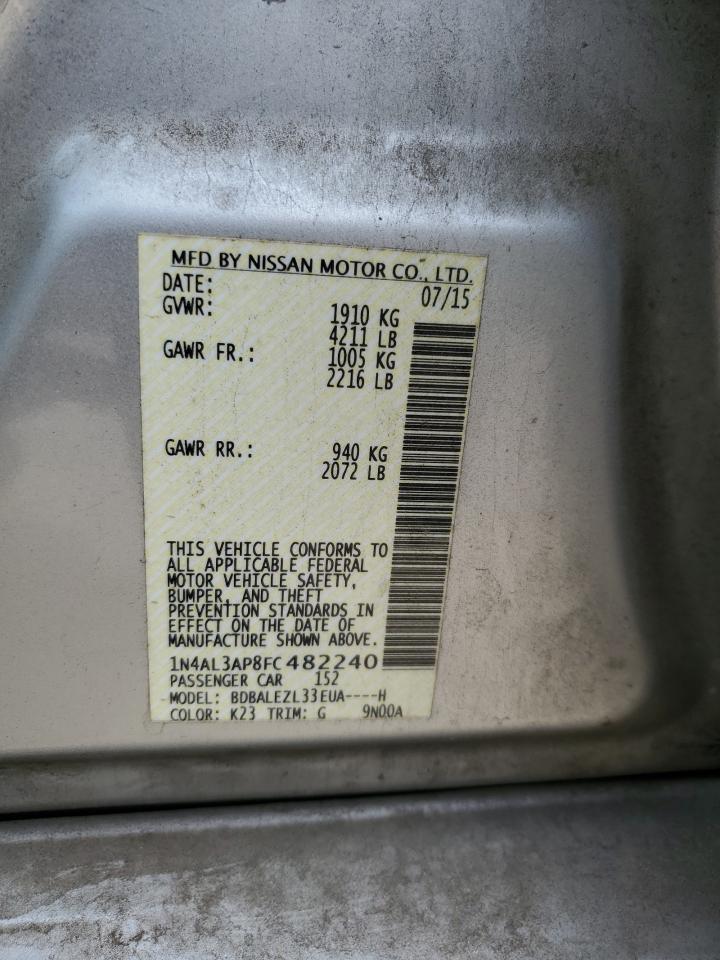 MFD BY NISSAN MOTOR CO., LTD.
DATE: 07/15
GVWR: 1910 KG
4211 LB
GAWR FR.: 1005 KG
2216 LB
GAWR RR.: 940 KG
2072 LB
THIS VEHICLE CONFORMS TO
ALL APPLICABLE FEDERAL
MOTOR VEHICLE SAFETY,
BUMPER, AND THEFT
PREVENTION STANDARDS IN
EFFECT ON THE DATE OF
MANUFACTURE SHOWN ABOVE.
1N4AL3AP8FC482240
PASSENGER CAR 152
MODEL: BDBALEZL33EUA----H
COLOR: K23 TRIM: G 9N00A